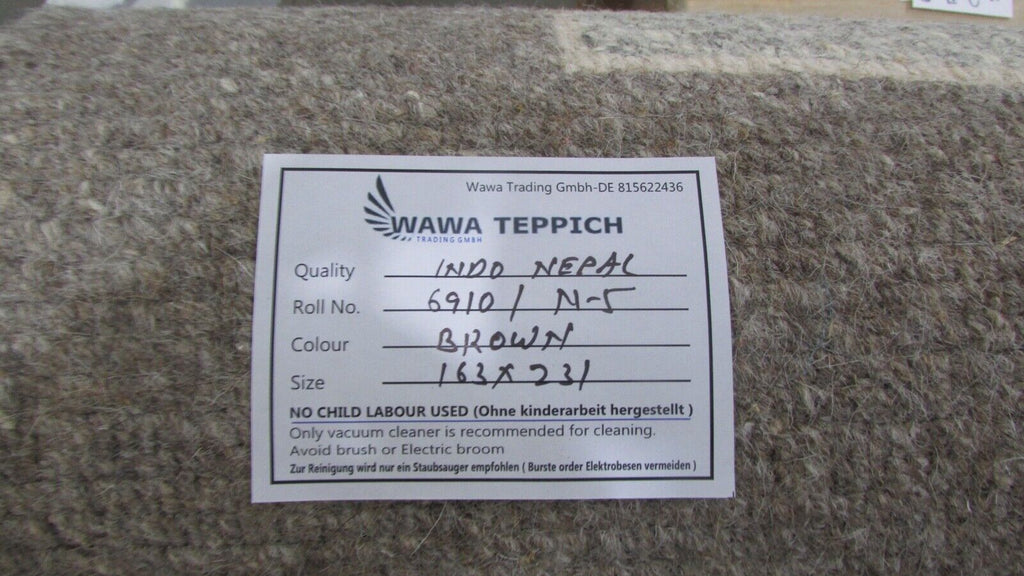 Wawa Trading Gmbh-DE 815622436
WAWA TEPPICH
TRADING GMBH
Quality INDO NEPAL
Roll No. 6910/ N-5
Colour BROWN
Size 163X231
NO CHILD LABOUR USED (Ohne kinderarbeit hergestellt )
Only vacuum cleaner is recommended for cleaning.
Avoid brush or Electric broom
Zur Reinigung wird nur ein Staubsauger empfohlen ( Burste order Elektrobesen vermeiden )